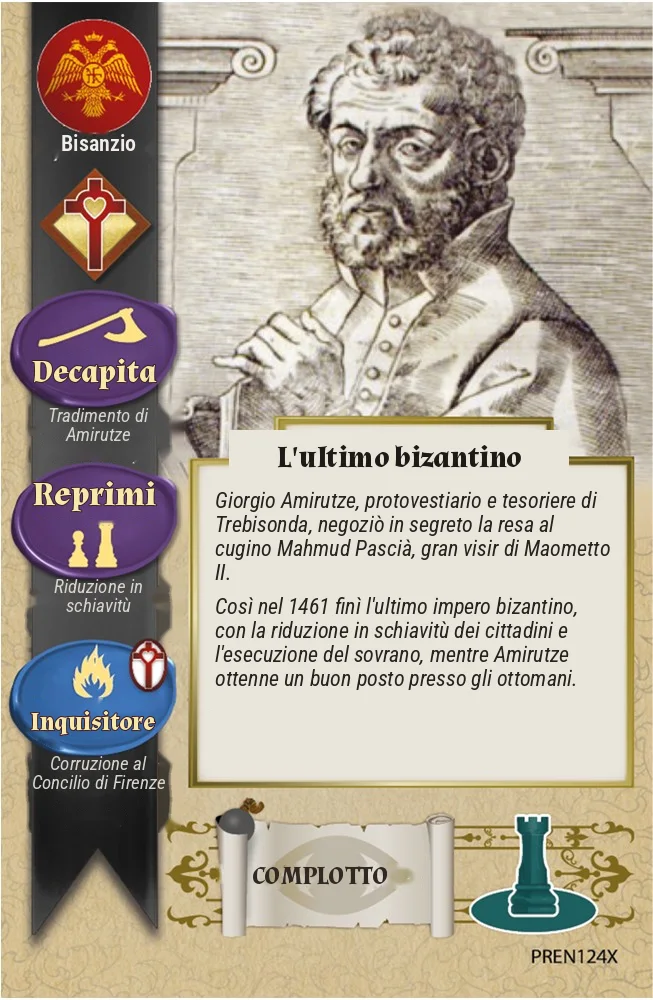 Bisanzio
Decapita
Tradimento di
Amirutze
Reprimi
Riduzione in
schiavitù
Inquisitore
Corruzione al
Concilio di Firenze
L'ultimo bizantino
Giorgio Amirutze, protovestiario e tesoriere di
Trebisonda, negoziò in segreto la resa al
cugino Mahmud Pascià, gran visir di Maometto
II.
Così nel 1461 finì l'ultimo impero bizantino,
con la riduzione in schiavitù dei cittadini e
l'esecuzione del sovrano, mentre Amirutze
ottenne un buon posto presso gli ottomani.
COMPLOTTO
PREN124X